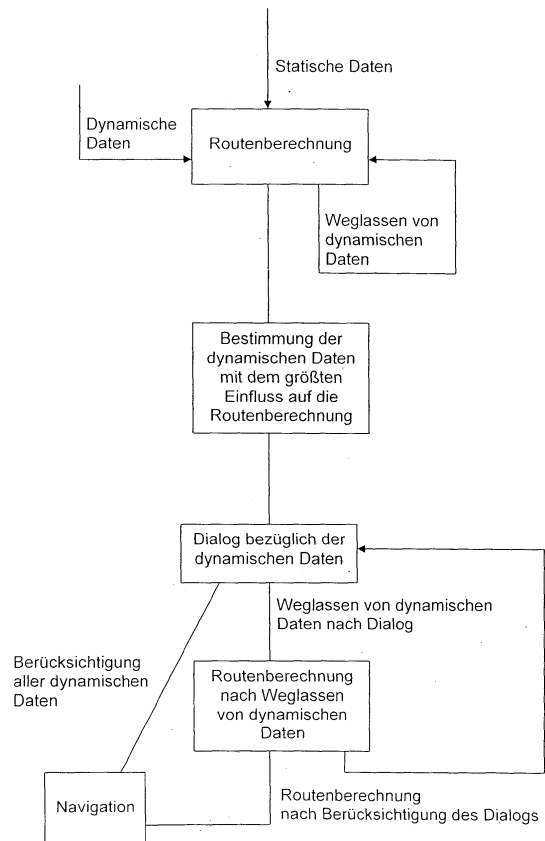 Statische Daten
Dynamische
Daten
Routenberechnung
Weglassen von
dynamischen
Daten
Bestimmung der
dynamischen Daten
mit dem größten
Einfluss auf die
Routenberechnung
Dialog bezüglich der
dynamischen Daten
Weglassen von dynamischen
Daten nach Dialog
Berücksichtigung
aller dynamischen
Daten
Routenberechnung
nach Weglassen
von dynamischen
Daten
Navigation
Routenberechnung
nach Berücksichtigung des Dialogs